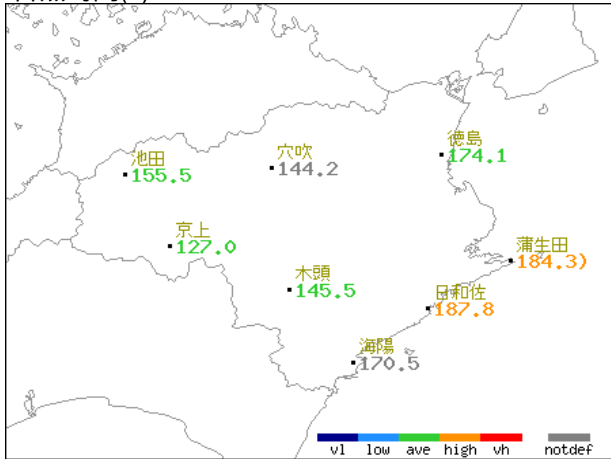 徳島
174.1
穴吹
144.2
池田
155.5
京上
127.0
蒲生田
184.3)
木頭
145.5
日和佐
187.8
海陽
170.5
vl low ave high vh notdef